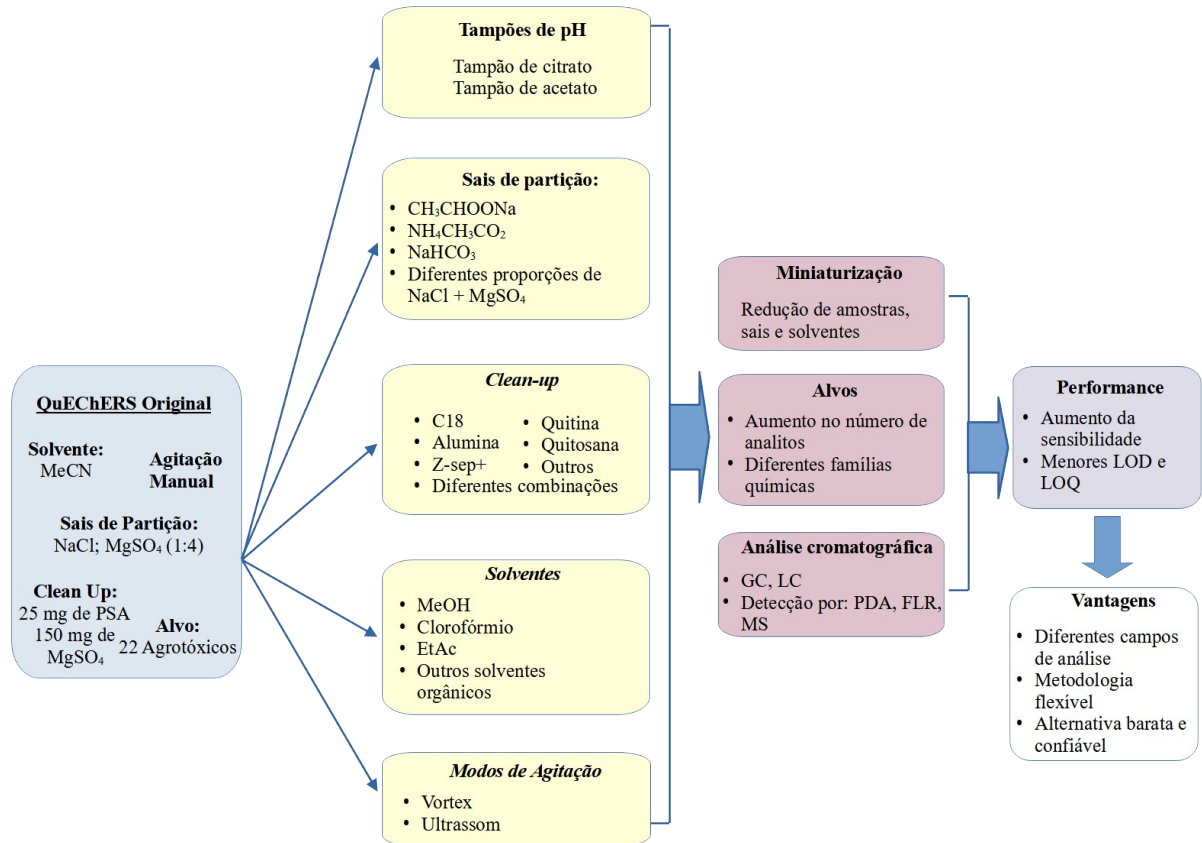 QuEChERS Original
Solvente:
MeCN
Agitação
Manual
Sais de Partição:
NaCl; MgSO₄ (1:4)
Clean Up:
25 mg de PSA
150 mg de
MgSO₄
Alvo:
22 Agrotóxicos
Tampões de pH
Tampão de citrato
Tampão de acetato
Sais de partição:
• CH₃CHOONa
• NH₄CH₃CO₂
• NaHCO₃
• Diferentes proporções de
NaCl + MgSO₄
Clean-up
• C18
• Alumina
• Z-sep+
• Diferentes combinações
• Quitina
• Quitosana
• Outros
Solventes
• MeOH
• Clorofórmio
• EtAc
• Outros solventes
orgânicos
Modos de Agitação
• Vortex
• Ultrassom
Miniaturização
Redução de amostras,
sais e solventes
Alvos
• Aumento no número de
analitos
• Diferentes famílias
químicas
Análise cromatográfica
• GC, LC
• Detecção por: PDA, FLR,
MS
Performance
• Aumento da
sensibilidade
• Menores LOD e
LOQ
Vantagens
• Diferentes campos
de análise
• Metodologia
flexível
• Alternativa barata e
confiável